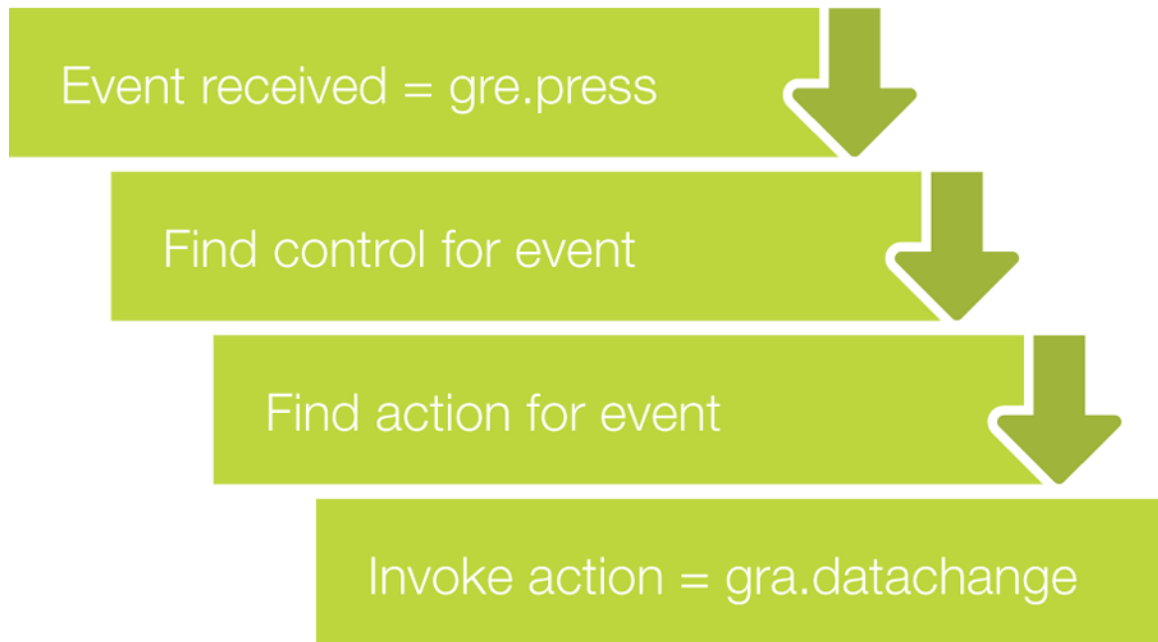 Event received = gre.press
Find control for event
Find action for event
Invoke action = gra.datachange